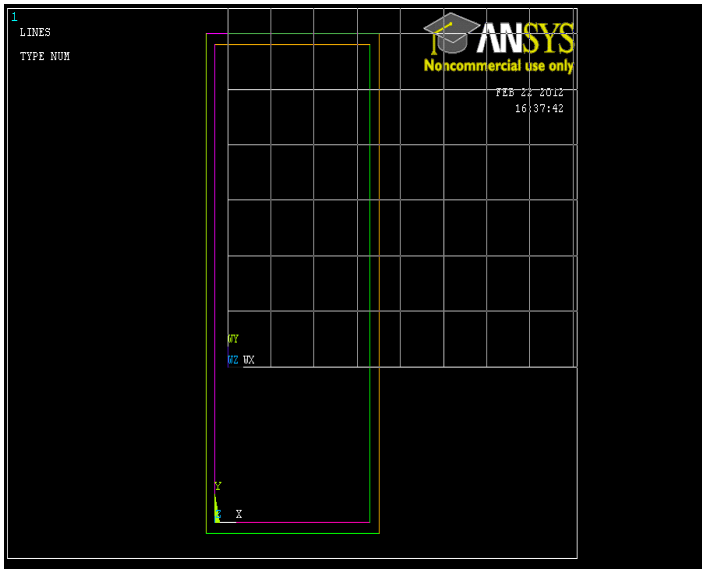 1
LINES
TYPE NUM
ANSYS
Noncommercial use only
FEB 22 2012
16:37:42
WY
WZ WX
Y
Z X